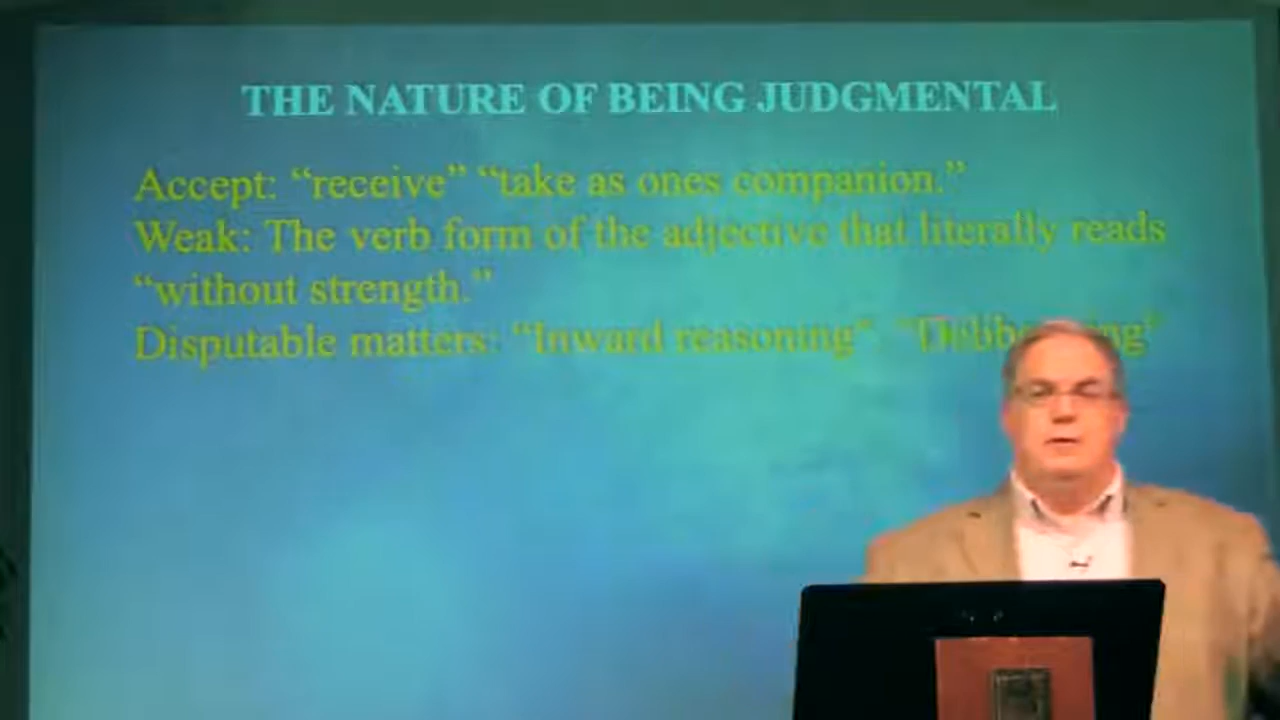 THE NATURE OF BEING JUDGMENTAL
Accept: “receive” “take as ones companion.”
Weak: The verb form of the adjective that literally reads
“without strength.”
Disputable matters: “Inward reasoning”